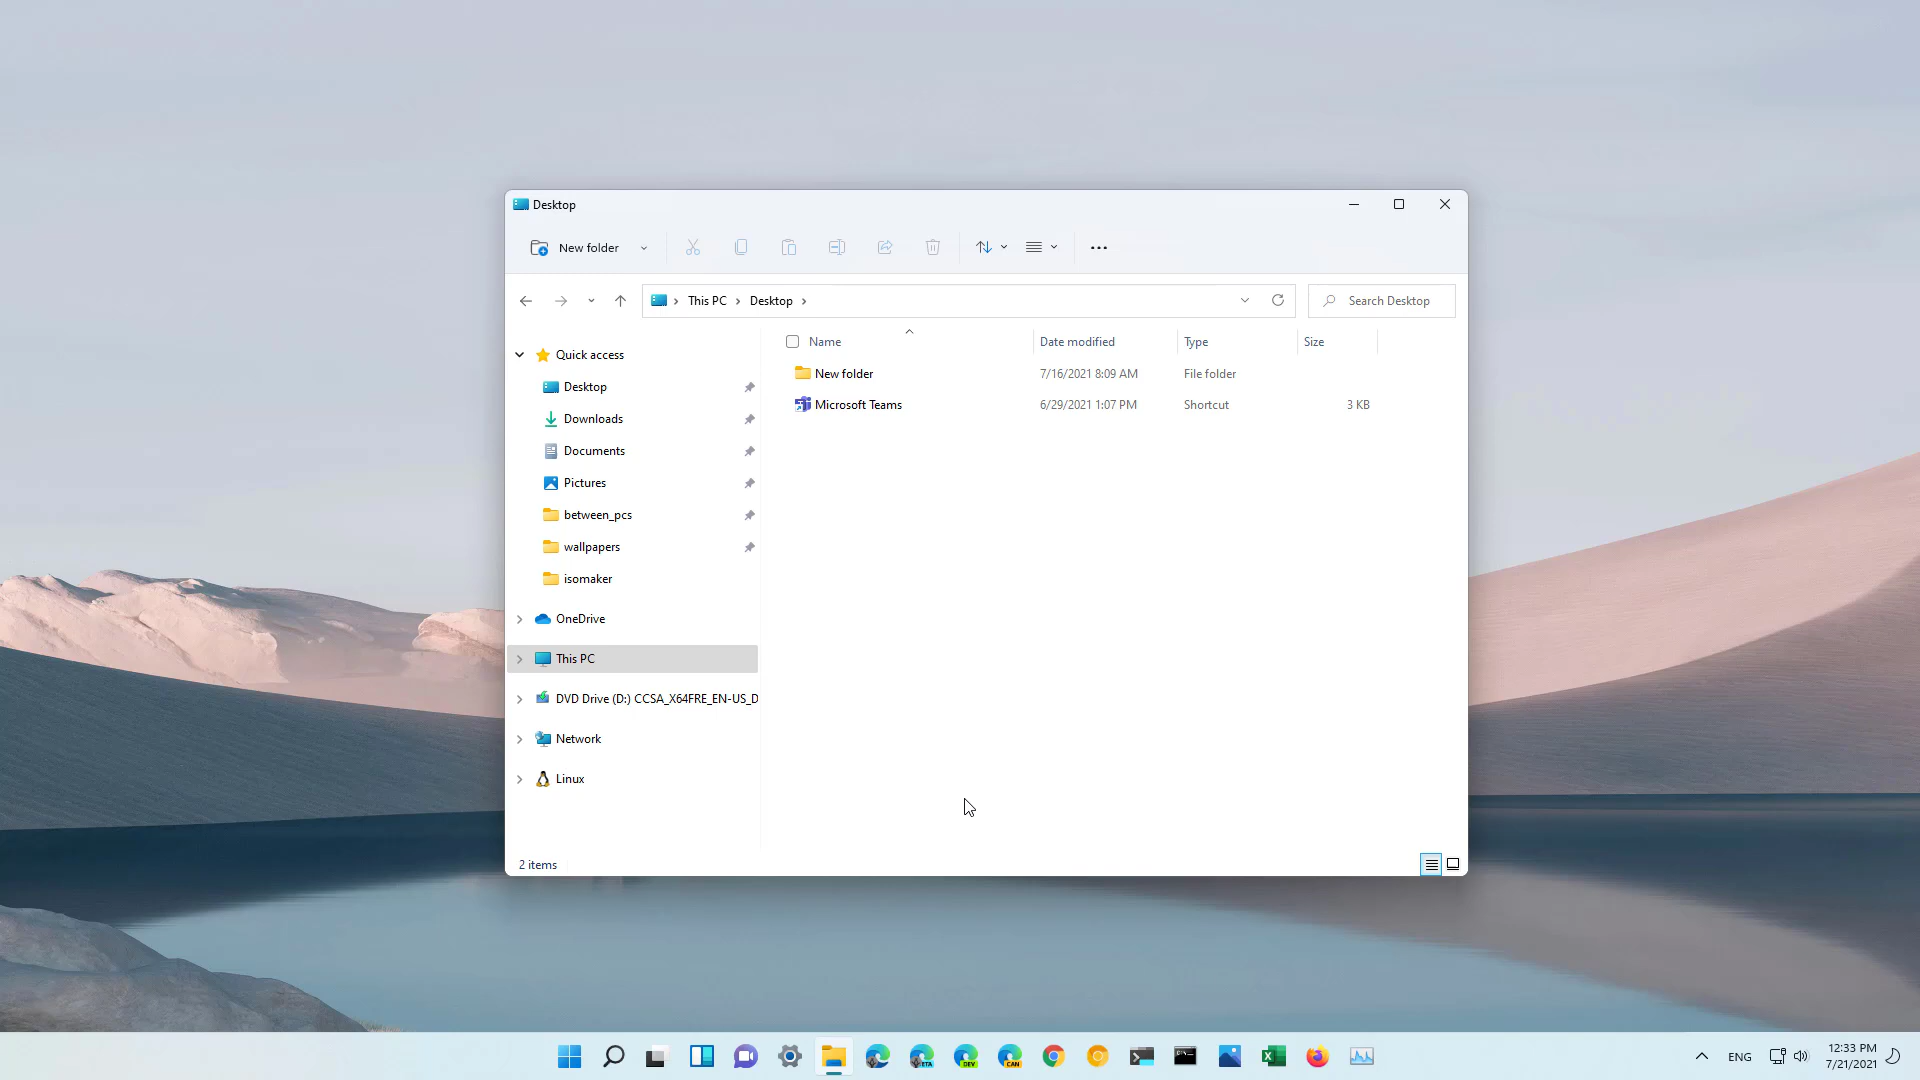 Desktop
New folder
This PC Desktop
Search Desktop
Name Date modified Type Size
New folder 7/16/2021 8:09 AM File folder
Microsoft Teams 6/29/2021 1:07 PM Shortcut 3 KB
Quick access
Desktop
Downloads
Documents
Pictures
between_pcs
wallpapers
isomaker
OneDrive
This PC
DVD Drive (D:) CCSA_X64FRE_EN-US_D
Network
Linux
2 items
BETA
DEV
CAN
ENG
12:33 PM
7/21/2021